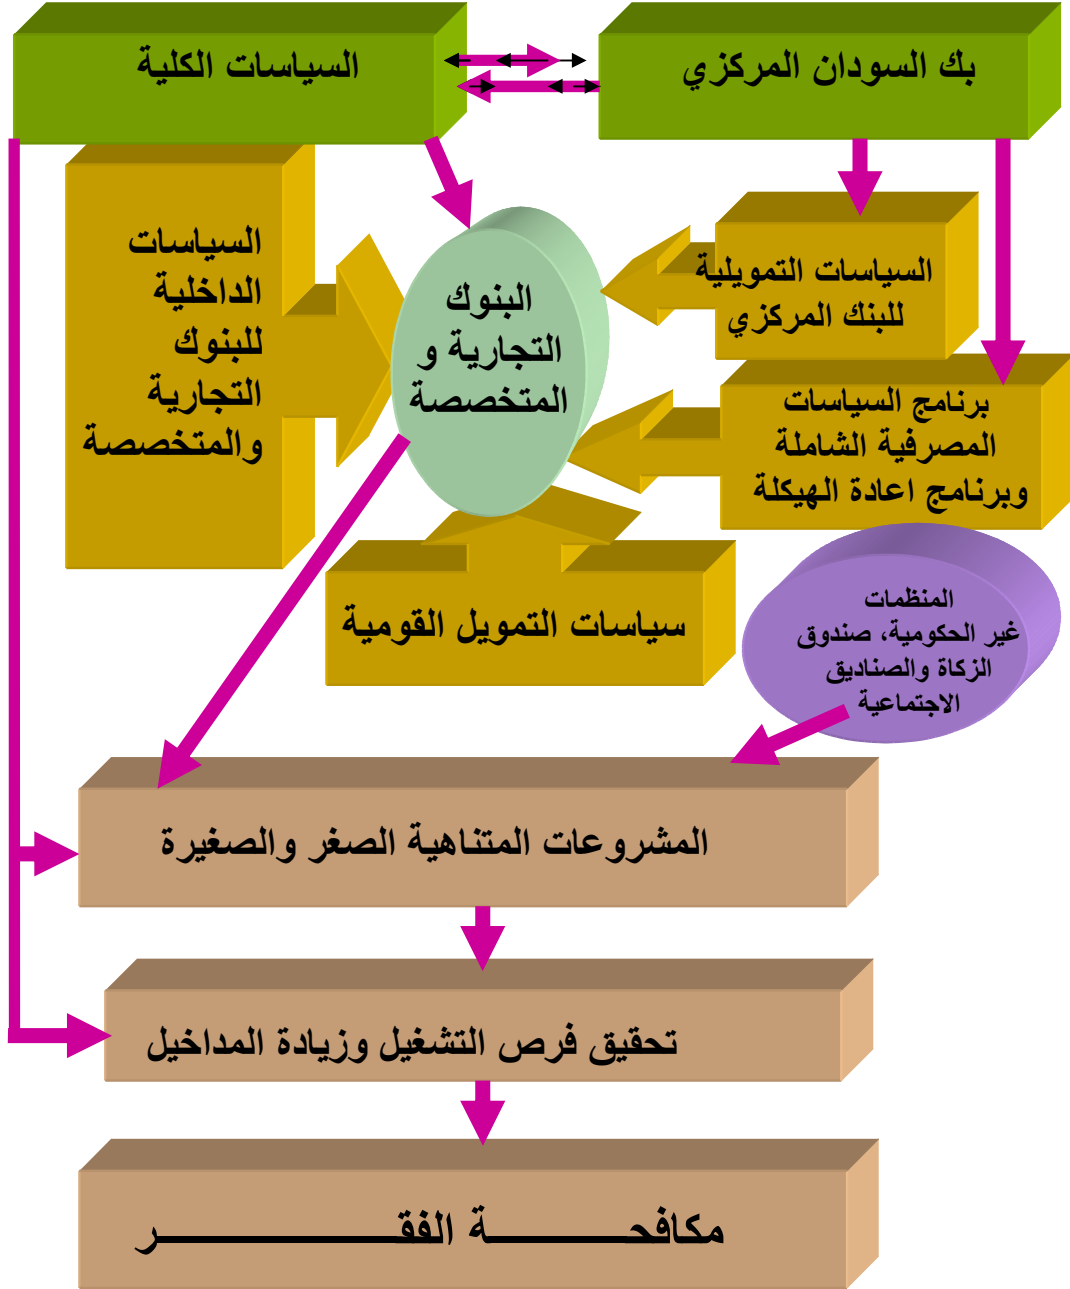 بك السودان المركزي
السياسات الكلية
السياسات
الداخلية
للبنوك
التجارية
والمتخصصة
البنوك
التجارية و
المتخصصة
السياسات التمويلية
للبنك المركزي
برنامج السياسات
المصرفية الشاملة
وبرنامج اعادة الهيكلة
سياسات التمويل القومية
المنظمات
غير الحكومية، صندوق
الزكاة والصناديق
الاجتماعية
المشروعات المتناهية الصغر والصغيرة
تحقيق فرص التشغيل وزيادة المداخيل
مكافحـــــــــــة الفقـــــــــــــــــــر